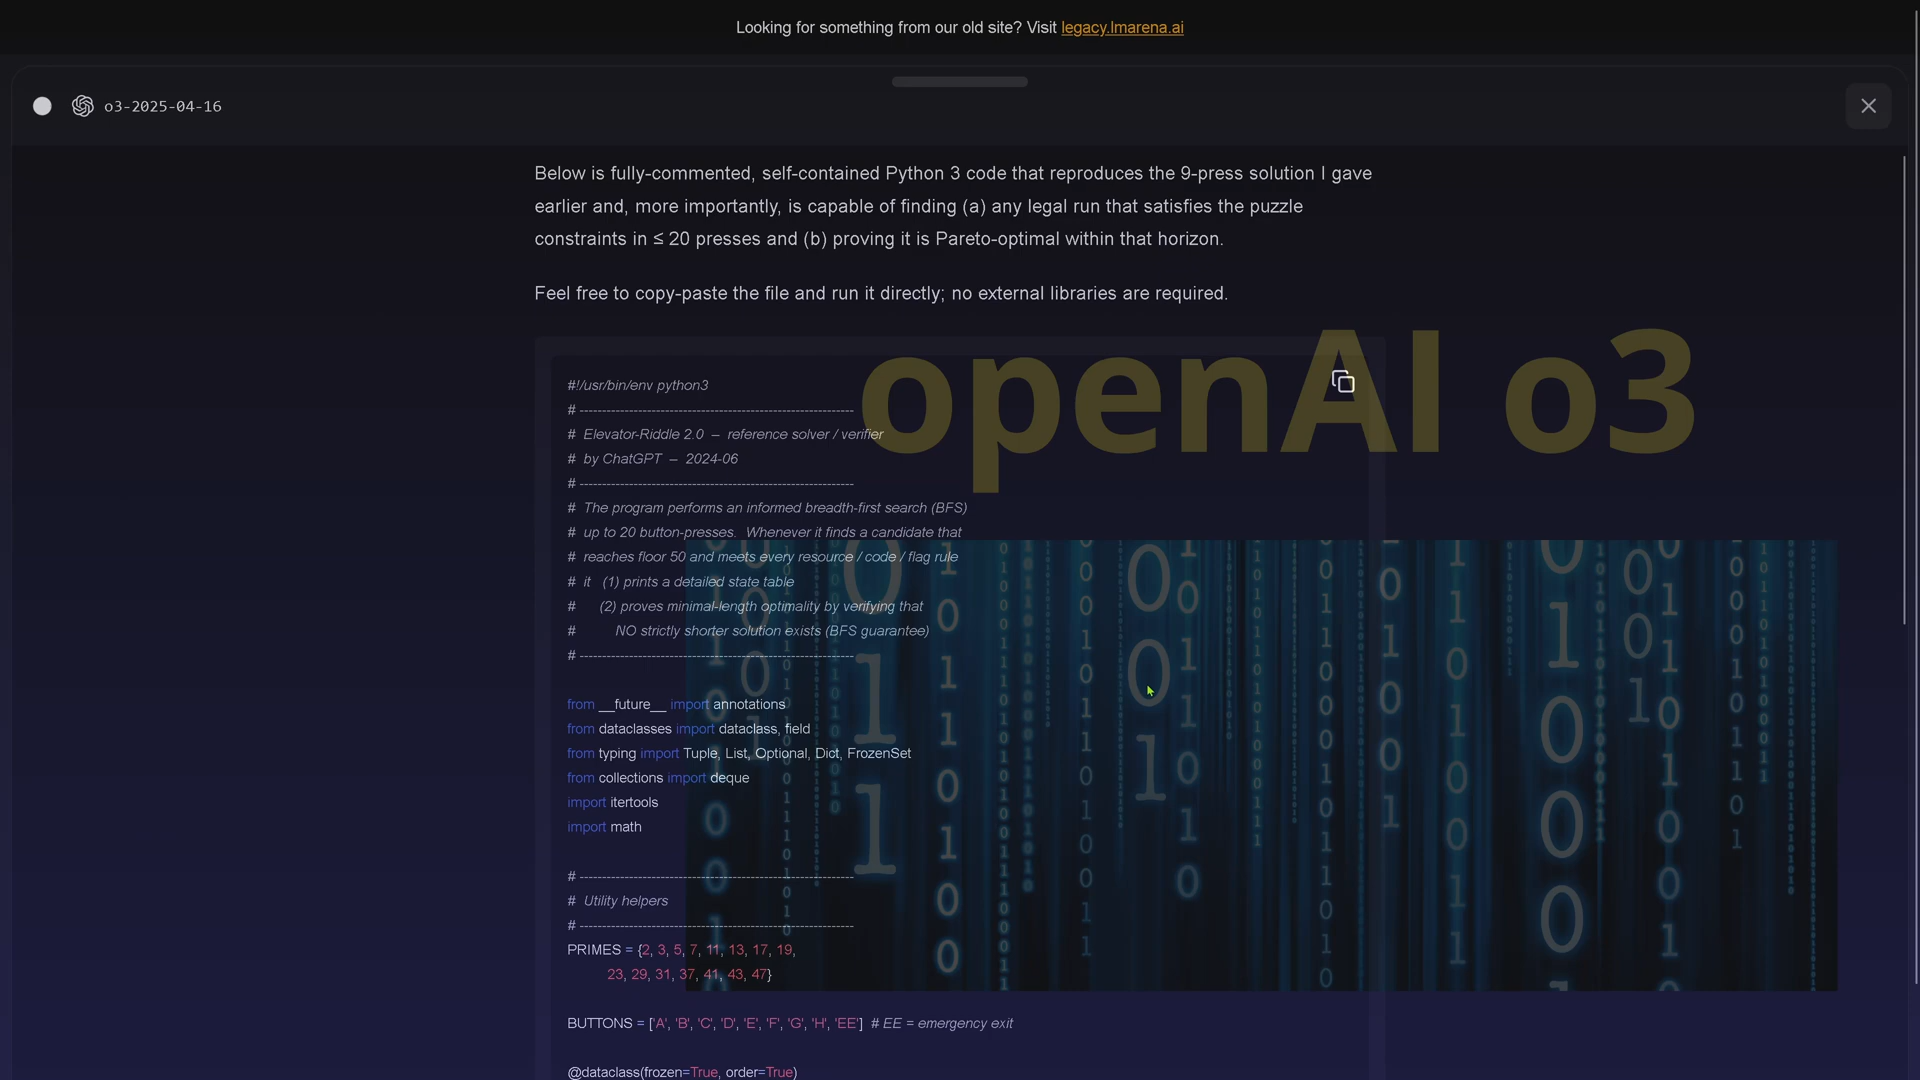 Looking for something from our old site? Visit legacy.lmarena.ai
o3-2025-04-16
Below is fully-commented, self-contained Python 3 code that reproduces the 9-press solution I gave
earlier and, more importantly, is capable of finding (a) any legal run that satisfies the puzzle
constraints in ≤ 20 presses and (b) proving it is Pareto-optimal within that horizon.
Feel free to copy-paste the file and run it directly; no external libraries are required.
openAI o3
#!/usr/bin/env python3
# ---------------------------------------------------------------
#  Elevator-Riddle 2.0  –  reference solver / verifier
#  by ChatGPT  –  2024-06
# ---------------------------------------------------------------
#  The program performs an informed breadth-first search (BFS)
#  up to 20 button-presses.  Whenever it finds a candidate that
#  reaches floor 50 and meets every resource / code / flag rule
#  it   (1) prints a detailed state table
#       (2) proves minimal-length optimality by verifying that
#           NO strictly shorter solution exists (BFS guarantee)
# ---------------------------------------------------------------
from __future__ import annotations
from dataclasses import dataclass, field
from typing import Tuple, List, Optional, Dict, FrozenSet
from collections import deque
import itertools
import math
# ---------------------------------------------------------------
#  Utility helpers
# ---------------------------------------------------------------
PRIMES = {2, 3, 5, 7, 11, 13, 17, 19,
23, 29, 31, 37, 41, 43, 47}
BUTTONS = ['A', 'B', 'C', 'D', 'E', 'F', 'G', 'H', 'EE']  # EE = emergency exit
@dataclass(frozen=True, order=True)